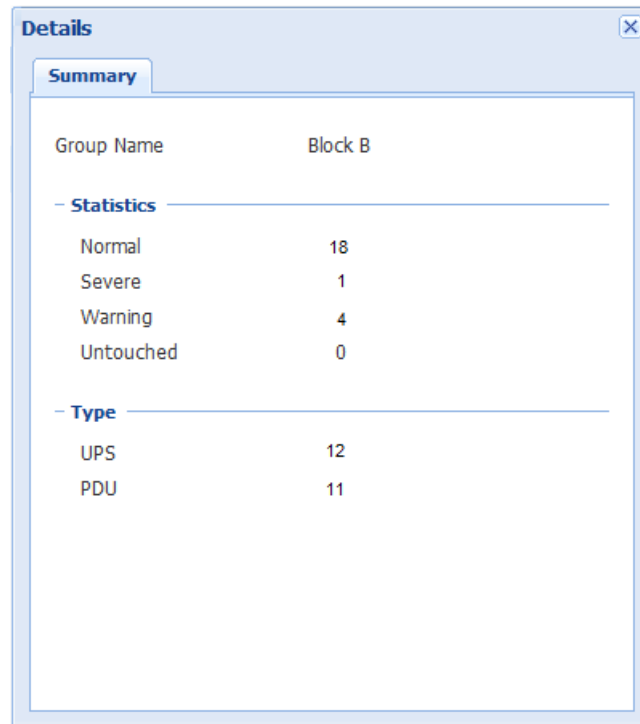 Details
Summary
Group Name Block B
Statistics
Normal 18
Severe 1
Warning 4
Untouched 0
Type
UPS 12
PDU 11